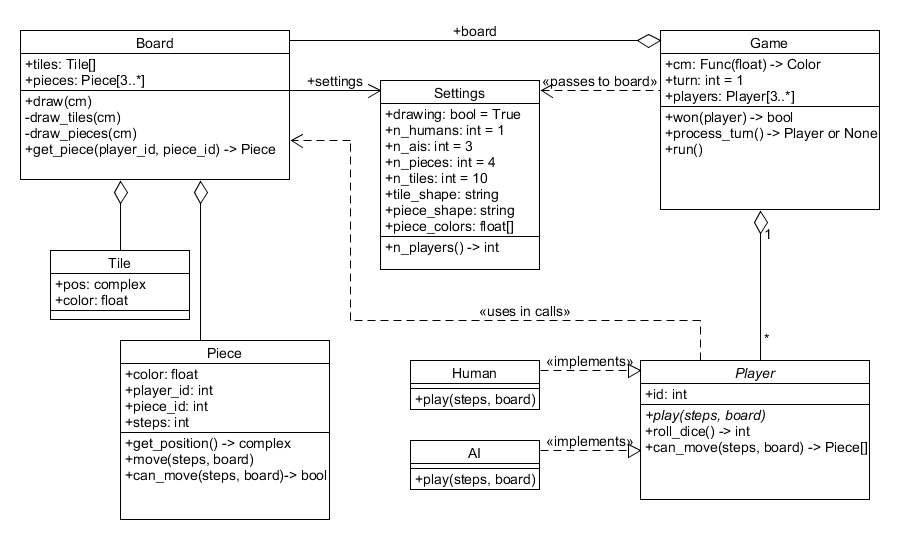 Board
+tiles: Tile[]
+pieces: Piece[3..*]
+draw(cm)
-draw_tiles(cm)
-draw_pieces(cm)
+get_piece(player_id, piece_id) -> Piece
+board
+settings
Settings
+drawing: bool = True
+n_humans: int = 1
+n_ais: int = 3
+n_pieces: int = 4
+n_tiles: int = 10
+tile_shape: string
+piece_shape: string
+piece_colors: float[]
+n_players() -> int
«passes to board»
Game
+cm: Func(float) -> Color
+turn: int = 1
+players: Player[3..*]
+won(player) -> bool
+process_turn() -> Player or None
+run()
1
*
Tile
+pos: complex
+color: float
«uses in calls»
Piece
+color: float
+player_id: int
+piece_id: int
+steps: int
+get_position() -> complex
+move(steps, board)
+can_move(steps, board)-> bool
Human
+play(steps, board)
«implements»
AI
+play(steps, board)
«implements»
Player
+id: int
+play(steps, board)
+roll_dice() -> int
+can_move(steps, board) -> Piece[]